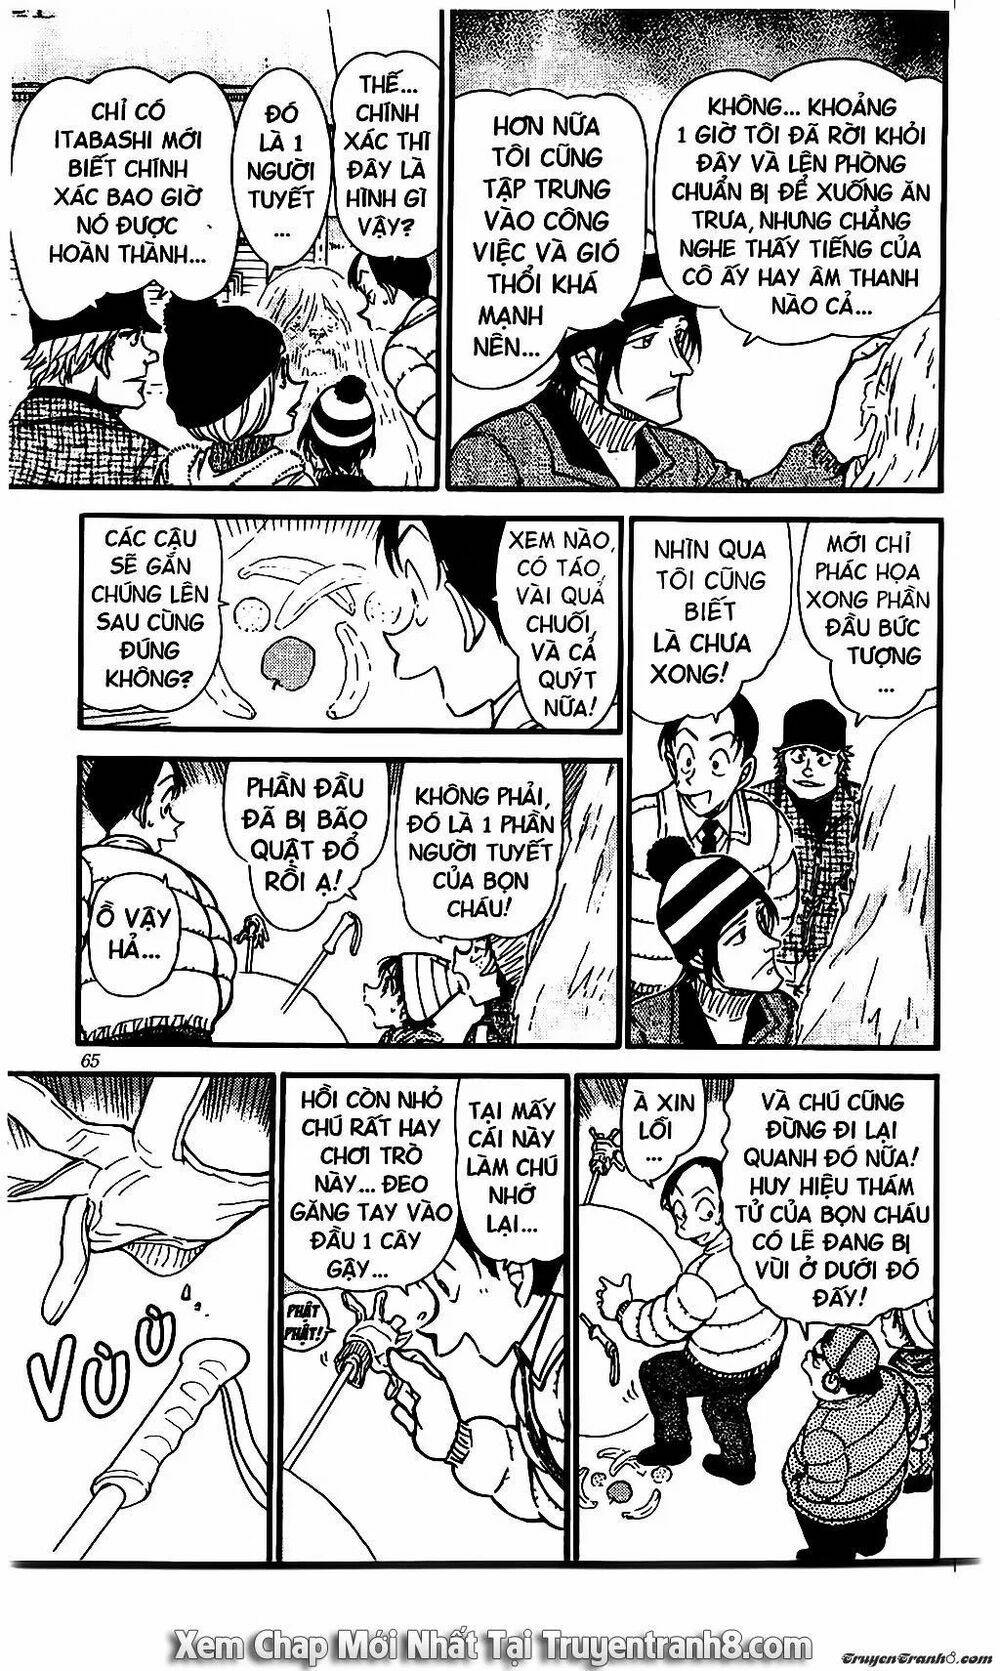 KHÔNG... KHOẢNG
1 GIỜ TÔI ĐÃ RỜI KHỎI
ĐÂY VÀ LÊN PHÒNG
CHUẨN BỊ ĐỂ XUỐNG ĂN
TRƯA, NHƯNG CHẲNG
NGHE THẤY TIẾNG CỦA
CÔ ẤY HAY ÂM THANH
NÀO CẢ...
HƠN NỮA
TÔI CŨNG
TẬP TRUNG
VÀO CÔNG
VIỆC VÀ GIÓ
THỔI KHÁ
MẠNH
NÊN...
THẾ...
CHÍNH
XÁC THÌ
ĐÂY LÀ
HÌNH GÌ
VẬY?
ĐÓ
LÀ 1
NGƯỜI
TUYẾT
...
CHỈ CÓ
ITABASHI MỚI
BIẾT CHÍNH
XÁC BAO GIỜ
NÓ ĐƯỢC
HOÀN THÀNH...
MỚI CHỈ
PHÁC HỌA
XONG PHẦN
ĐẦU BỨC
TƯỢNG
...
NHÌN QUA
TÔI CŨNG
BIẾT
LÀ CHƯA
XONG!
XEM NÀO,
CÓ TÁO,
VÀI QUẢ
CHUỐI
VÀ CẢ
QUÝT
NỮA!
CÁC CẬU
SẼ GẮN
CHÚNG LÊN
SAU CÙNG
ĐÚNG
KHÔNG?
KHÔNG PHẢI,
ĐÓ LÀ 1 PHẦN
NGƯỜI TUYẾT
CỦA BỌN
CHÁU!
PHẦN ĐẦU
ĐÃ BỊ BÃO
QUẬT ĐỔ
RỒI Ạ!
Ồ VẬY
HẢ...
65
VÀ CHÚ CŨNG
ĐỪNG ĐI LẠI
QUANH ĐÓ NỮA!
HUY HIỆU THÁM
TỬ CỦA BỌN CHÁU
CÓ LẼ ĐANG BỊ
VÙI Ở DƯỚI ĐÓ
ĐẤY!
À XIN
LỖI
...
TẠI MẤY
CÁI NÀY
LÀM CHÚ
NHỚ
LẠI...
HỒI CÒN NHỎ
CHÚ RẤT HAY
CHƠI TRÒ
NÀY... ĐEO
GĂNG TAY VÀO
ĐẦU 1 CÂY
GẬY...
PHẬT
PHẬT!
VÙ Ù
Xem Chap Mới Nhất Tại Truyentranh8.com
TruyenTranh8.com